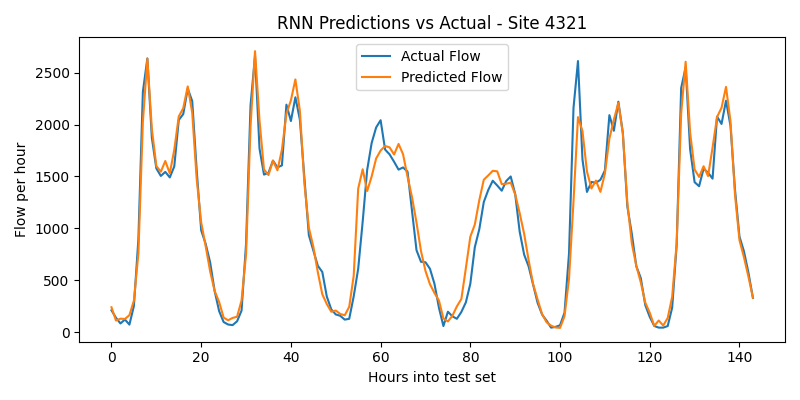 RNN Predictions vs Actual - Site 4321
Actual Flow
Predicted Flow
Flow per hour
2500
2000
1500
1000
500
0
0 20 40 60 80 100 120 140
Hours into test set